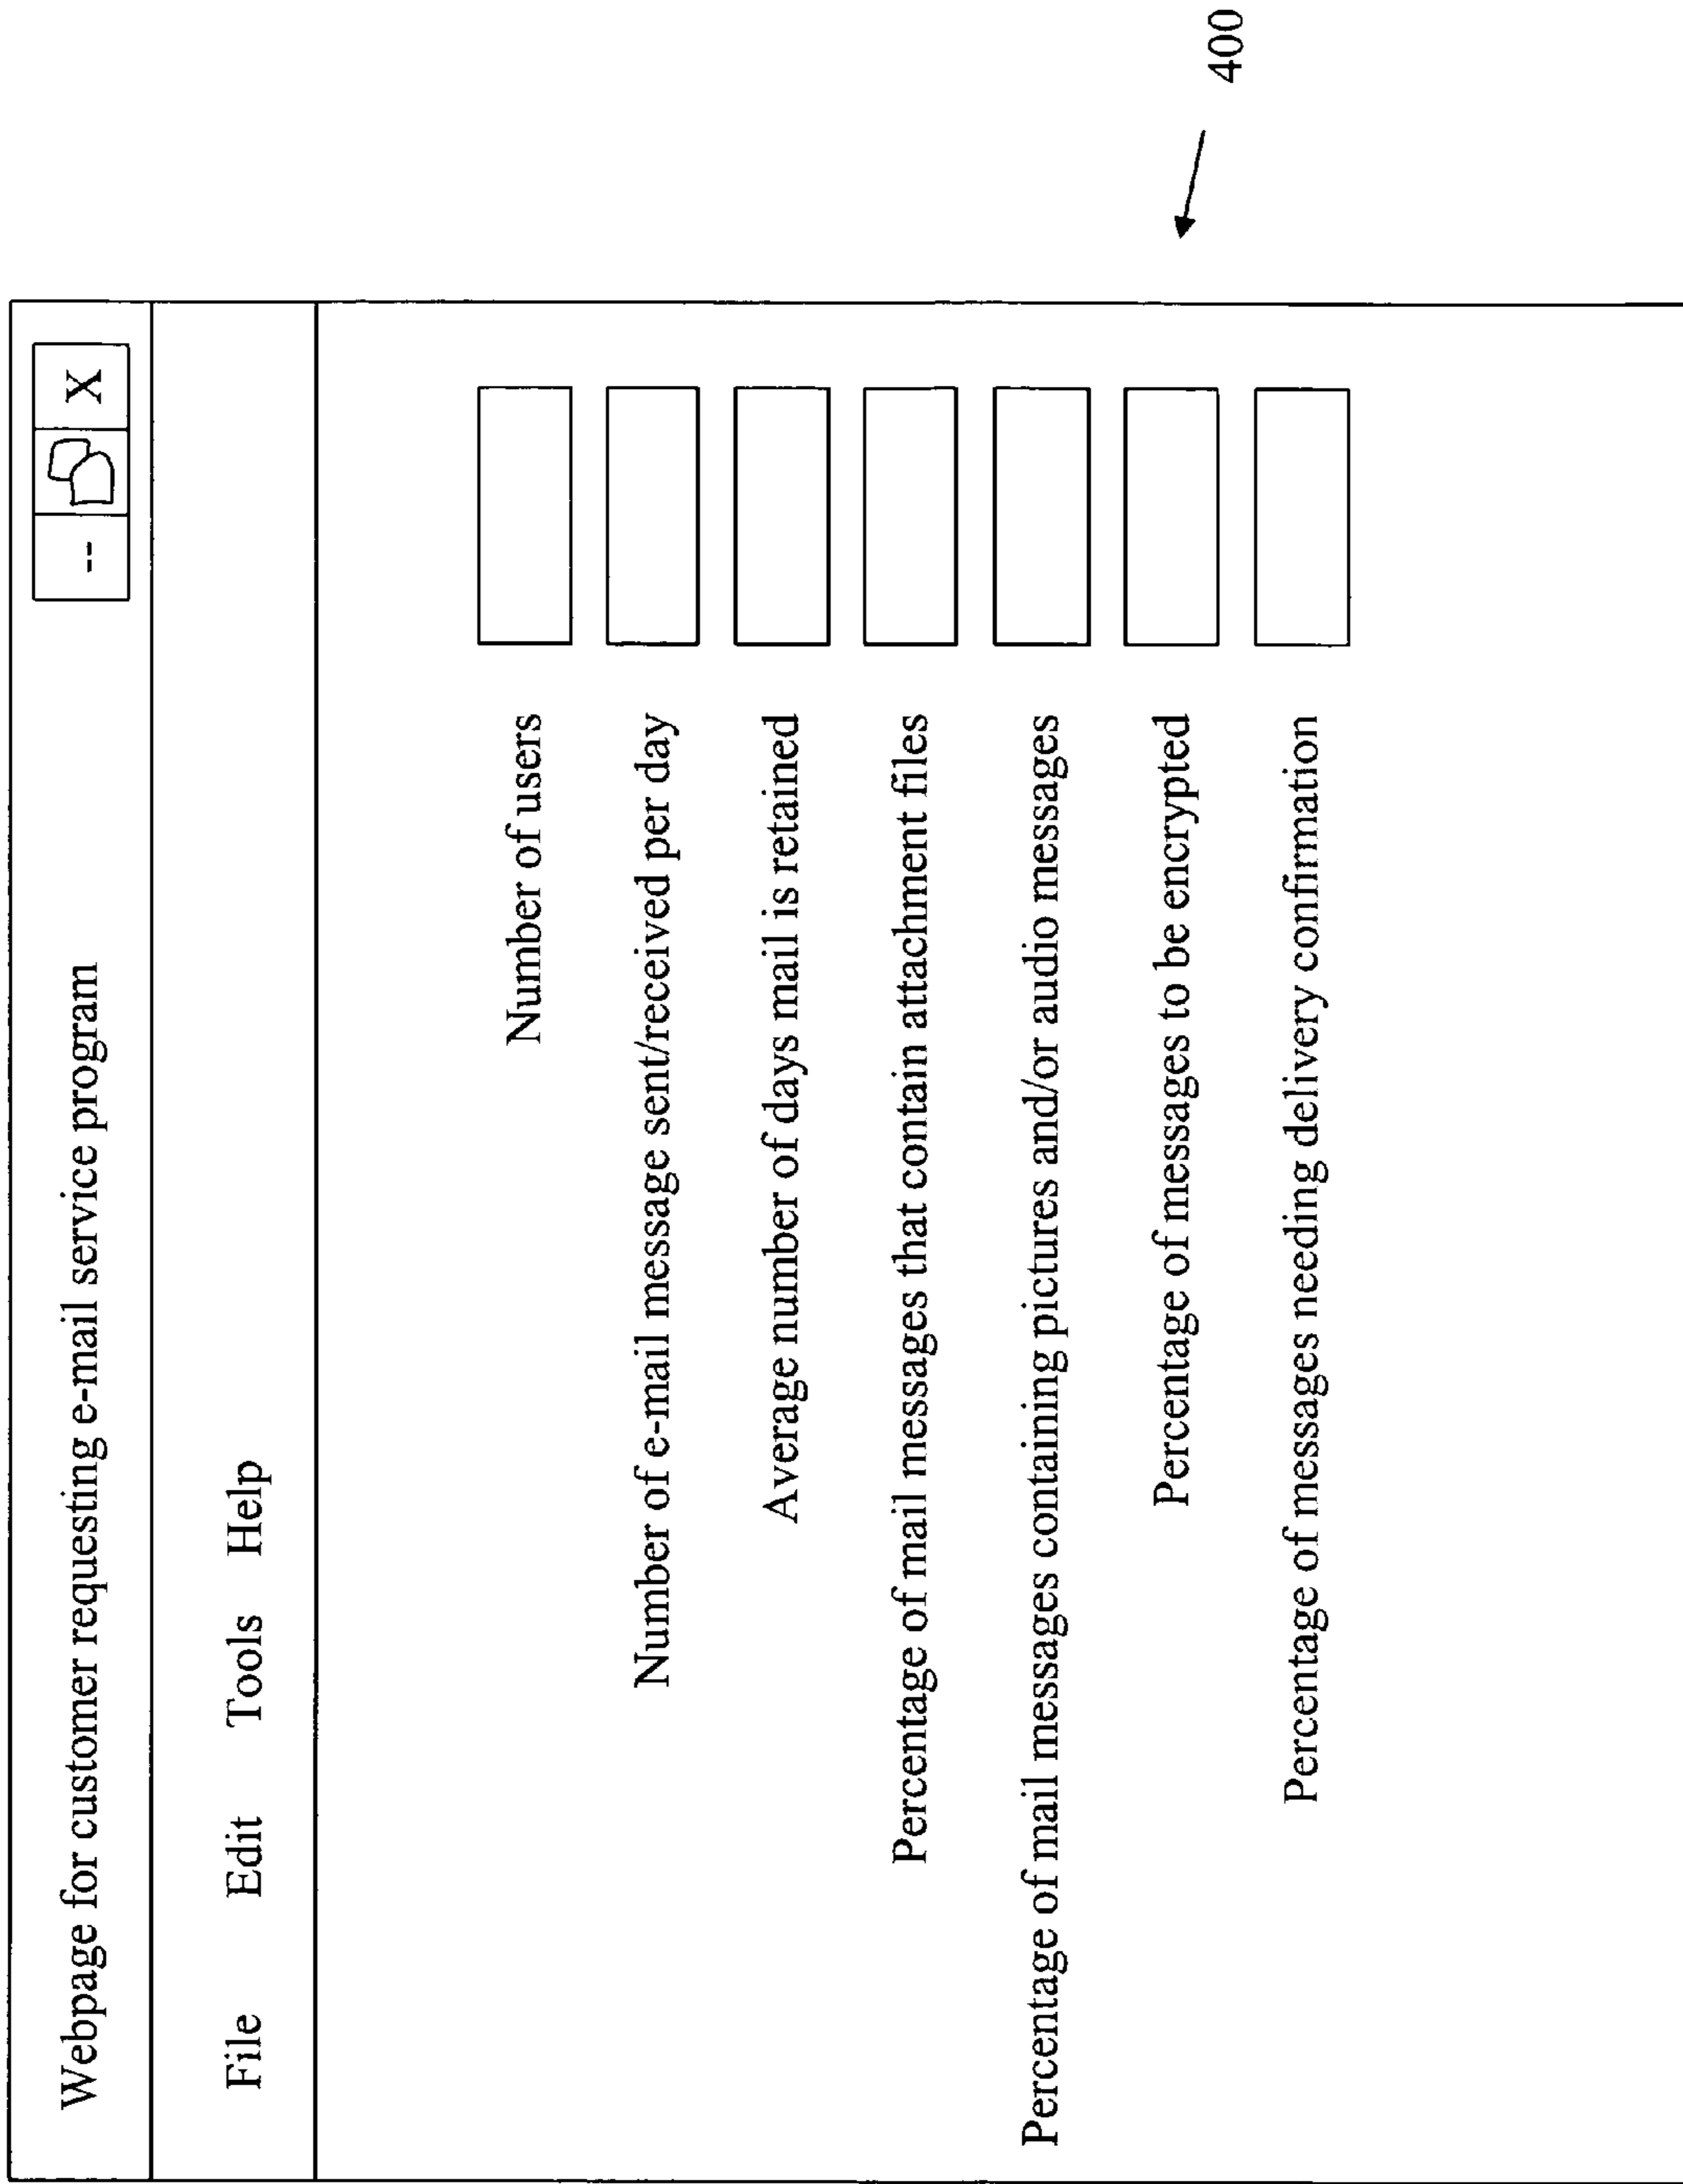 Webpage for customer requesting e-mail service program
-- X
File Edit Tools Help
Number of users
Number of e-mail message sent/received per day
Average number of days mail is retained
Percentage of mail messages that contain attachment files
Percentage of mail messages containing pictures and/or audio messages
Percentage of messages to be encrypted
Percentage of messages needing delivery confirmation
400